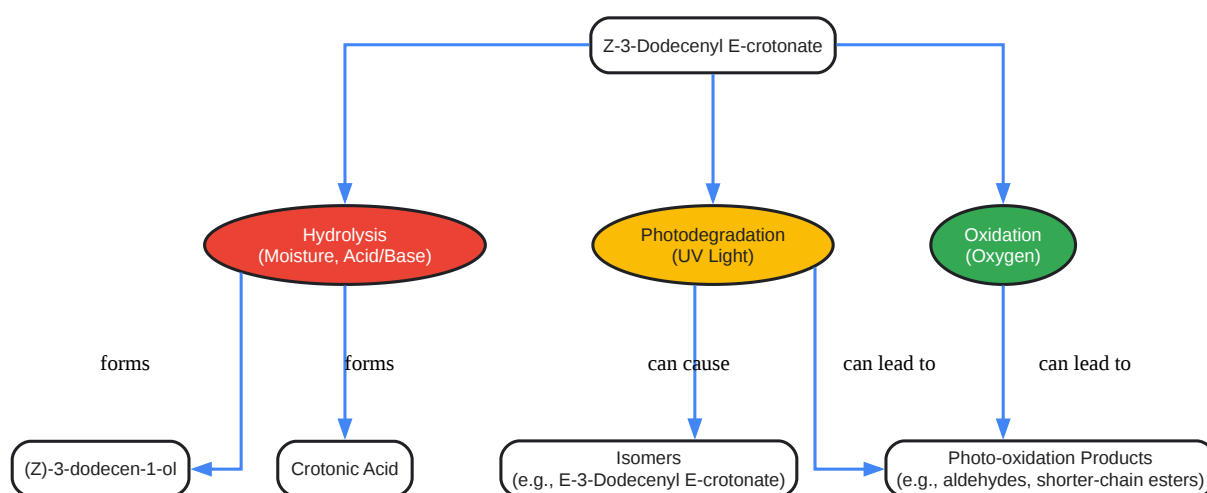 Z-3-Dodecenyl E-crotonate
Hydrolysis
(Moisture, Acid/Base)
Photodegradation
(UV Light)
Oxidation
(Oxygen)
forms
forms
can cause
can lead to
can lead to
(Z)-3-dodecen-1-ol
Crotonic Acid
Isomers
(e.g., E-3-Dodecenyl E-crotonate)
Photo-oxidation Products
(e.g., aldehydes, shorter-chain esters)